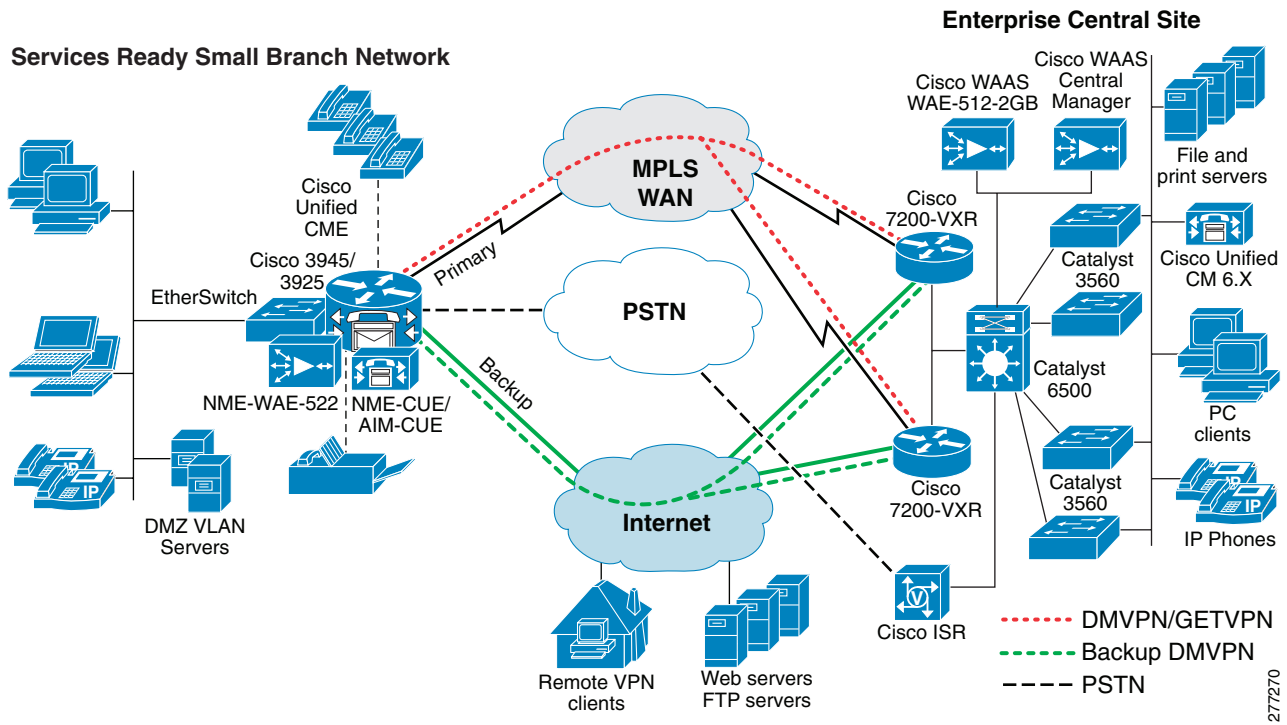 Enterprise Central Site
Services Ready Small Branch Network
Cisco WAAS
WAE-512-2GB
Cisco WAAS
Central
Manager
File and
print servers
Cisco
Unified
CME
MPLS
WAN
Cisco
7200-VXR
Catalyst
3560
Cisco Unified
CM 6.X
Cisco 3945/
3925
Primary
EtherSwitch
PSTN
NME-WAE-522
NME-CUE/
AIM-CUE
Backup
Catalyst
6500
PC
clients
IP
IP
DMZ VLAN
Servers
Internet
Cisco
7200-VXR
Catalyst
3560
IP
IP
IP Phones
V
Cisco ISR
Remote VPN
clients
Web servers
FTP servers
DMVPN/GETVPN
Backup DMVPN
PSTN
277270